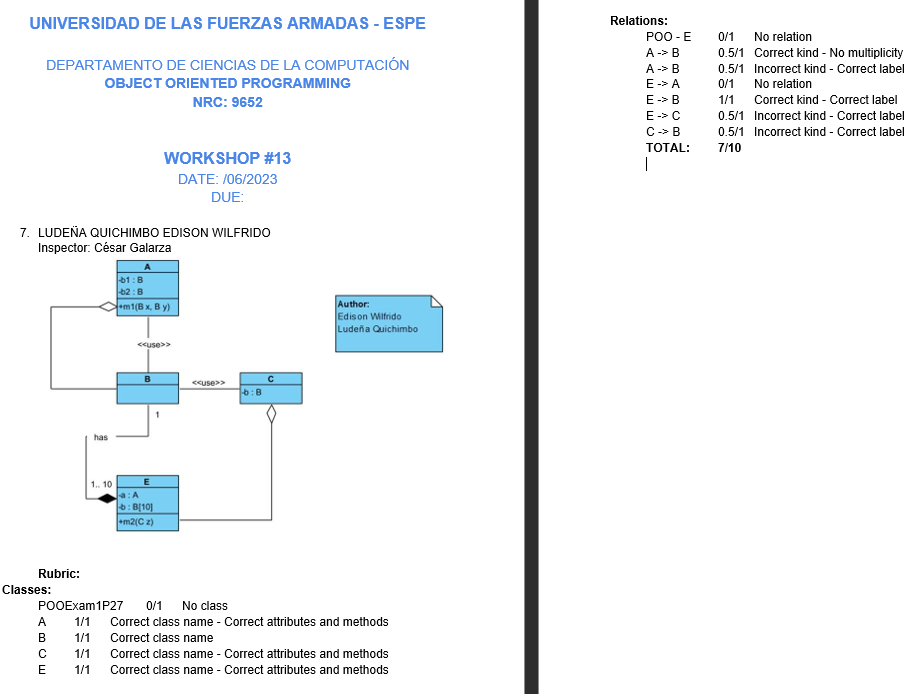 UNIVERSIDAD DE LAS FUERZAS ARMADAS - ESPE
DEPARTAMENTO DE CIENCIAS DE LA COMPUTACIÓN
OBJECT ORIENTED PROGRAMMING
NRC: 9652
WORKSHOP #13
DATE: /06/2023
DUE:
7. LUDEÑA QUICHIMBO EDISON WILFRIDO
Inspector: César Galarza
A
-b1 : B
-b2 : B
+m1(B x, B y)
Author:
Edison Wilfrido
Ludeña Quichimbo
<<use>>
B
<<use>>
C
-b : B
1
has
1.. 10
E
-a : A
-b : B[10]
+m2(C z)
Rubric:
Classes:
POOExam1P27 0/1 No class
A 1/1 Correct class name - Correct attributes and methods
B 1/1 Correct class name
C 1/1 Correct class name - Correct attributes and methods
E 1/1 Correct class name - Correct attributes and methods
Relations:
POO - E 0/1 No relation
A -> B 0.5/1 Correct kind - No multiplicity
A -> B 0.5/1 Incorrect kind - Correct label
E -> A 0/1 No relation
E -> B 1/1 Correct kind - Correct label
E -> C 0.5/1 Incorrect kind - Correct label
C -> B 0.5/1 Incorrect kind - Correct label
TOTAL: 7/10